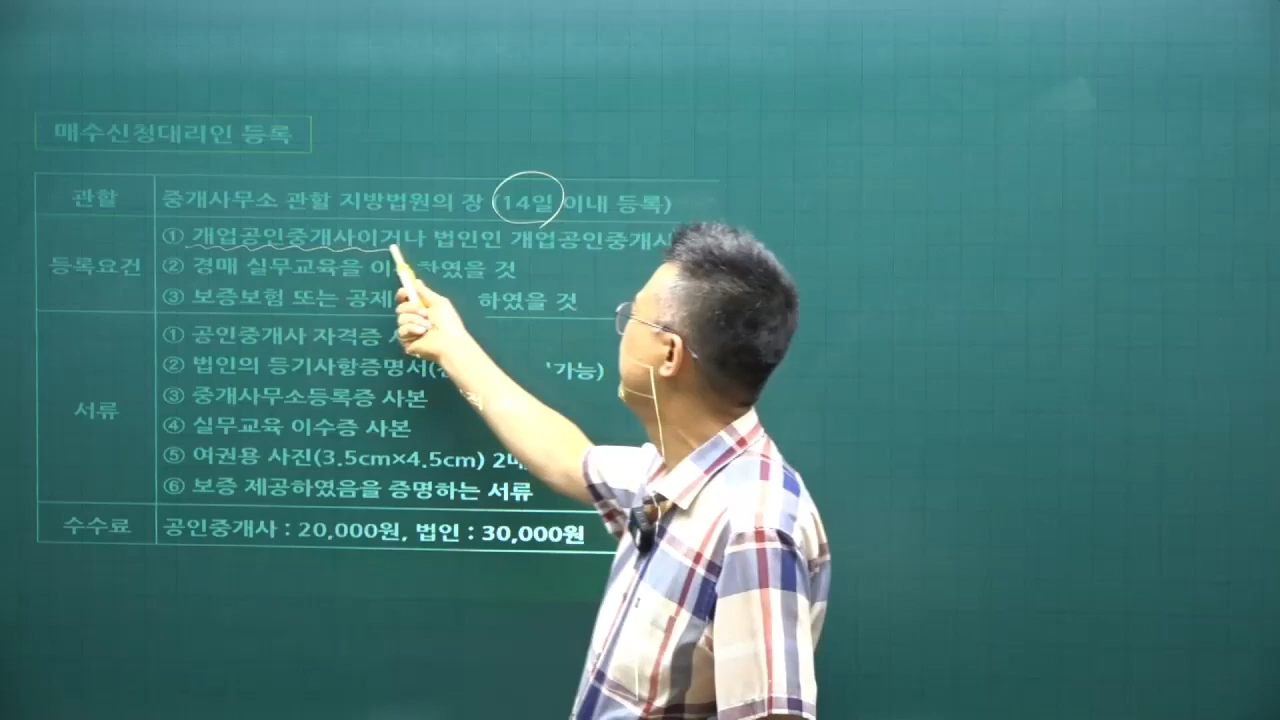 매수신청대리인 등록
관할 중개사무소 관할 지방법원의 장 (14일 이내 등록)
등록요건 ① 개업공인중개사이거나 법인인 개업공인중개사
② 경매 실무교육을 하였을 것
③ 보증보험 또는 공제 하였을 것
서류 ① 공인중개사 자격증
② 법인의 등기사항증명서( 가능)
③ 중개사무소등록증 사본
④ 실무교육 이수증 사본
⑤ 여권용 사진(3.5cm×4.5cm) 2매
⑥ 보증 제공하였음을 증명하는 서류
수수료 공인중개사 : 20,000원, 법인 : 30,000원